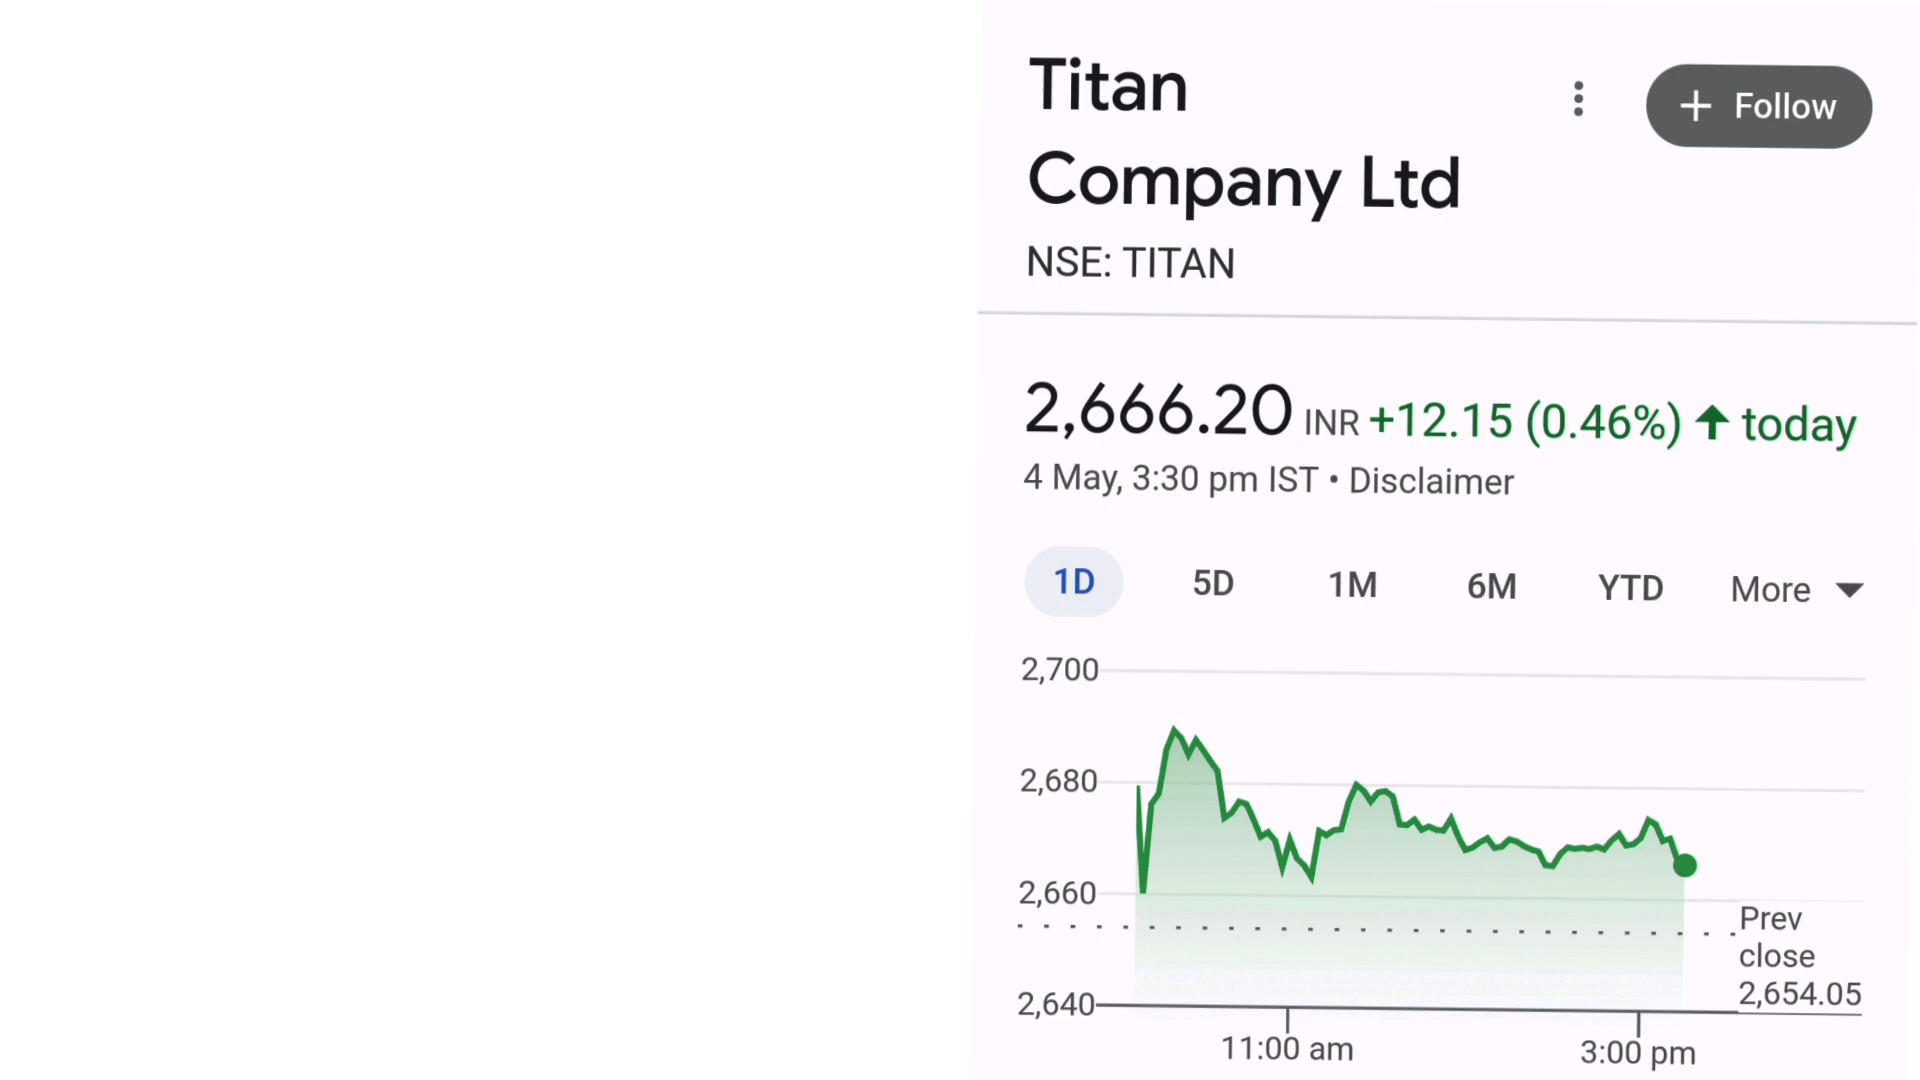 Titan
Company Ltd
+ Follow
NSE: TITAN
2,666.20 INR +12.15 (0.46%) ↑ today
4 May, 3:30 pm IST • Disclaimer
1D 5D 1M 6M YTD More
2,700
2,680
2,660
2,640
Prev
close
2,654.05
11:00 am 3:00 pm